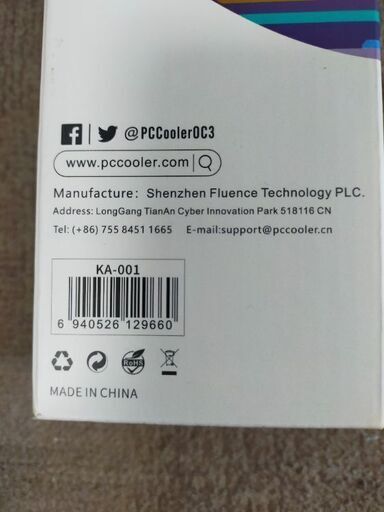 @PCCoolerOC3
www.pccooler.com
Manufacture: Shenzhen Fluence Technology PLC.
Address: LongGang TianAn Cyber Innovation Park 518116 CN
Tel: (+86) 755 8451 1665 E-mail:support@pccooler.cn
KA-001
6 940526 129660
RoHS
MADE IN CHINA